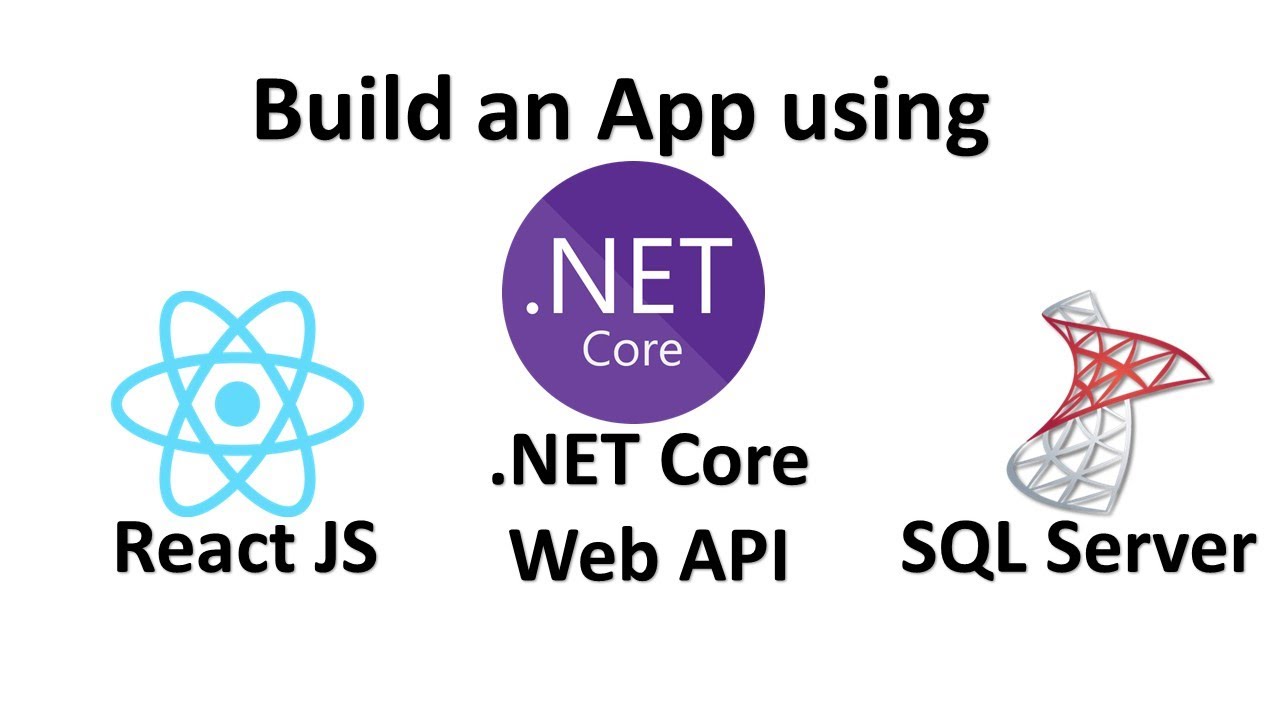 Build an App using
.NET
Core
.NET Core
Web API
React JS
SQL Server